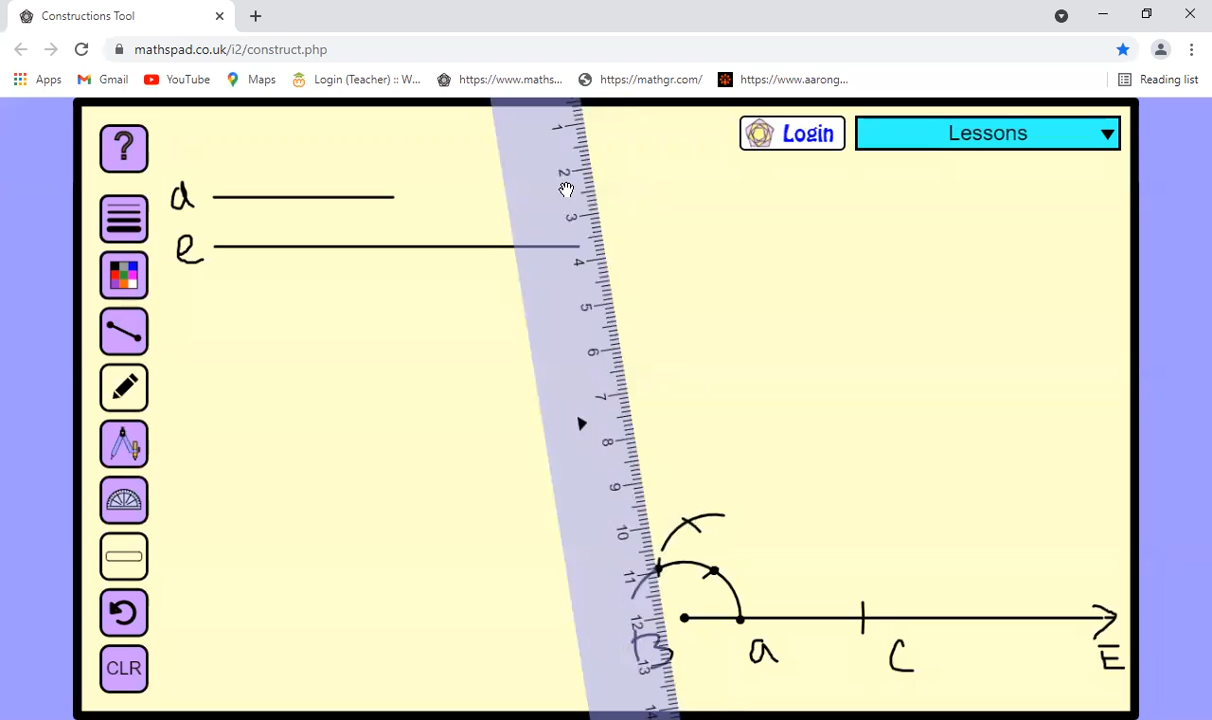 Constructions Tool
mathspad.co.uk/i2/construct.php
Apps Gmail YouTube Maps Login (Teacher) :: W... https://www.maths... https://mathgr.com/ https://www.aarong... Reading list
? Login Lessons
d
e
1
2
3
4
5
6
7
8
9
10
11
12
13
14
B a C E
CLR